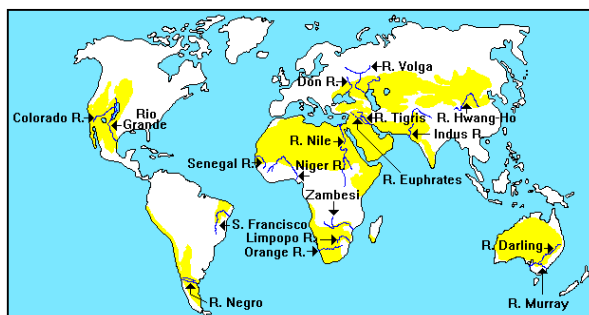 R. Volga
Don R.
Colorado R.
Rio
Grande
R. Tigris
R. Hwang-Ho
R. Nile
Indus R.
Senegal R.
Niger R.
R. Euphrates
Zambesi
S. Francisco
Limpopo R.
Orange R.
R. Darling
R. Negro
R. Murray